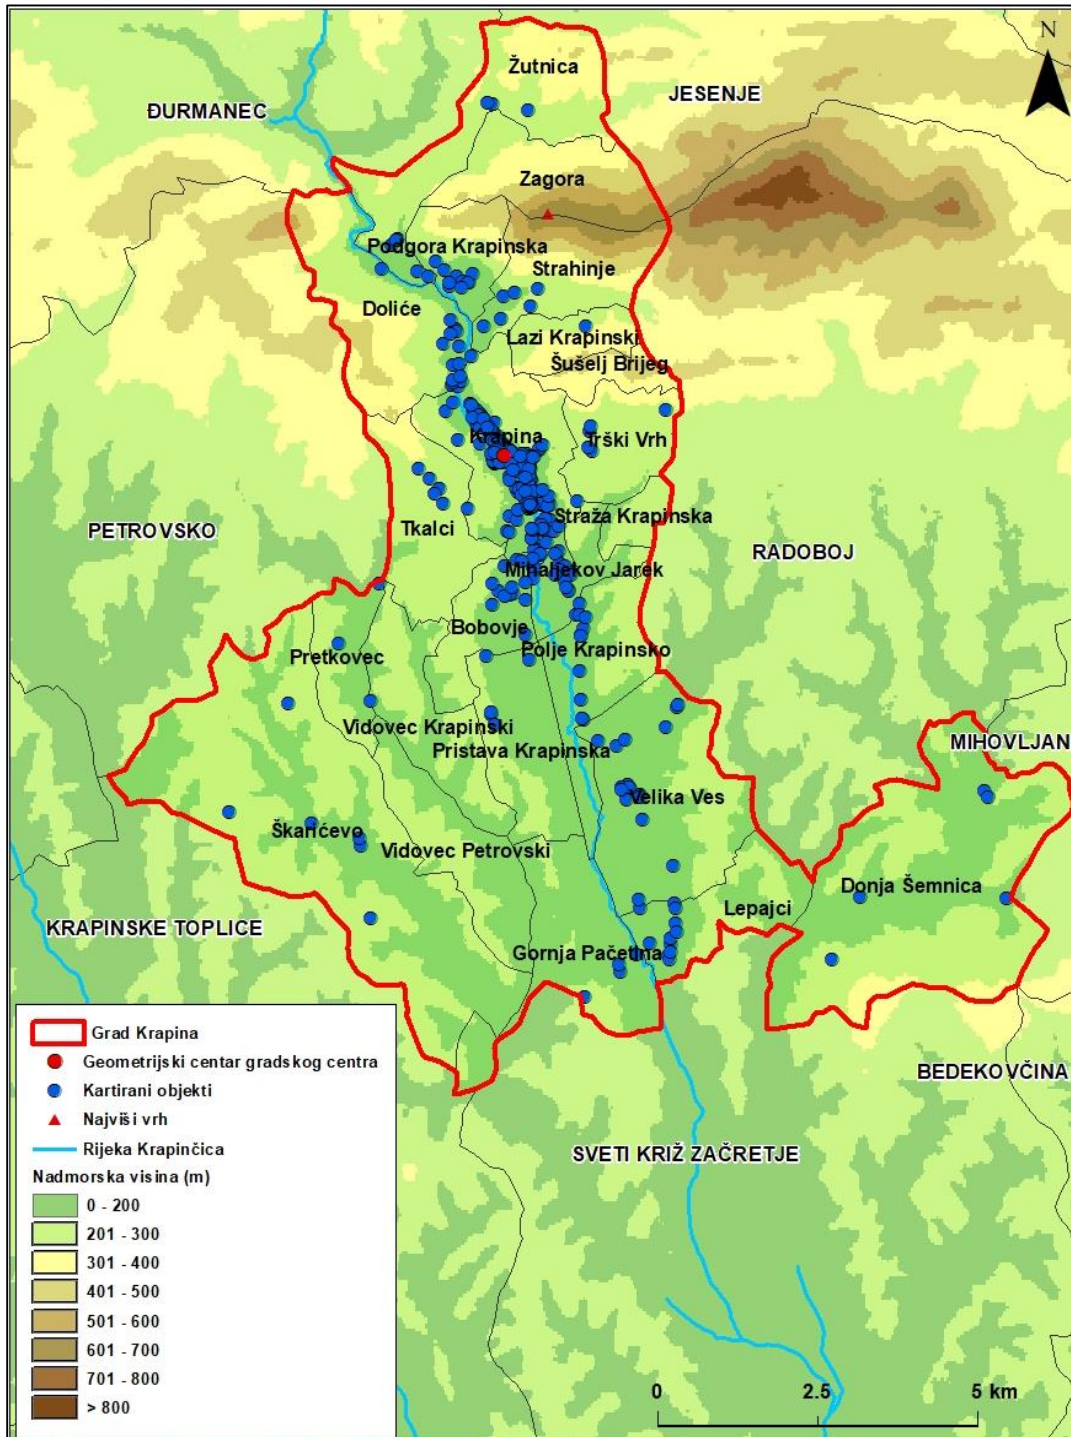 N
Žutnica
JESENJE
ĐURMANEC
Zagora
Podgora Krapinska
Strahinje
Doliće
Lazi Krapinski
Šušelj Brijeg
Krapina
Trški Vrh
PETROVSKO
Tkalci
Straža Krapinska
RADOBOJ
Mihaljekov Jarek
Bobovje
Polje Krapinsko
Pretkovec
Vidovec Krapinski
Pristava Krapinska
MIHOVLJAN
Velika Ves
Škarićevo
Vidovec Petrovski
Donja Šemnica
Lepajci
KRAPINSKE TOPLICE
Gornja Pačetina
Grad Krapina
Geometrijski centar gradskog centra
Kartirani objekti
Najviši vrh
Rijeka Krapinčica
Nadmorska visina (m)
0 - 200
201 - 300
301 - 400
401 - 500
501 - 600
601 - 700
701 - 800
> 800
BEDEKOVČINA
SVETI KRIŽ ZAČRETJE
0 2.5 5 km